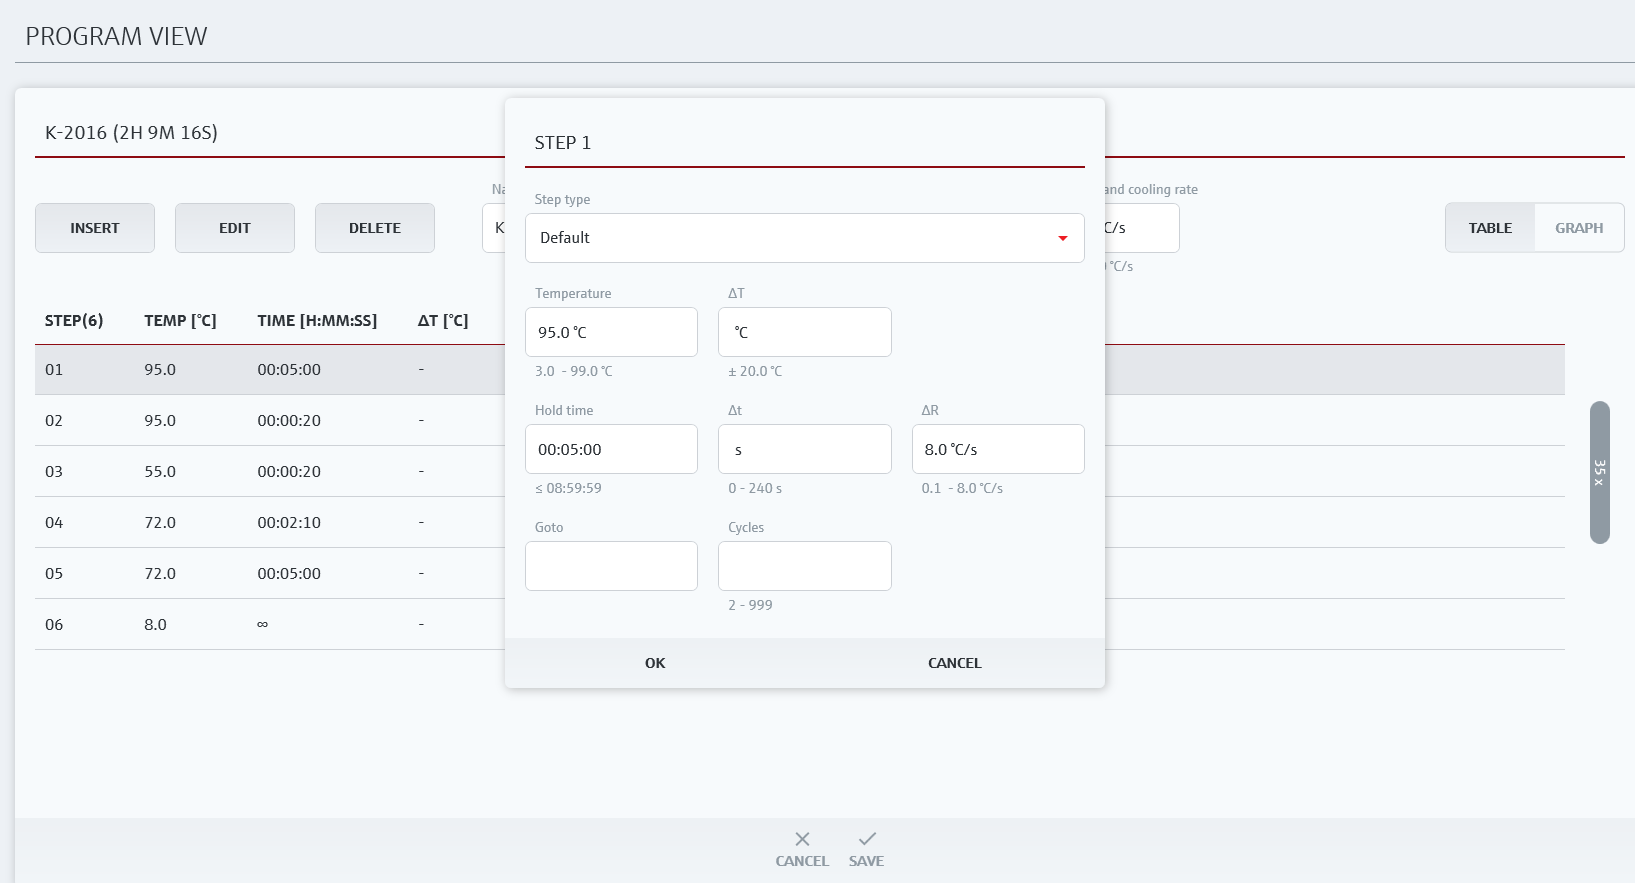 PROGRAM VIEW
K-2016 (2H 9M 16S)
STEP 1
Step type
and cooling rate
INSERT
EDIT
DELETE
K
Default
C/s
TABLE
GRAPH
°C/s
Temperature
ΔT
STEP(6)
TEMP [°C]
TIME [H:MM:SS]
ΔT [°C]
95.0 °C
°C
3.0 - 99.0 °C
± 20.0 °C
01
95.0
00:05:00
-
Hold time
Δt
ΔR
02
95.0
00:00:20
-
00:05:00
s
8.0 °C/s
03
55.0
00:00:20
-
≤ 08:59:59
0 - 240 s
0.1 - 8.0 °C/s
35 x
04
72.0
00:02:10
-
Goto
Cycles
05
72.0
00:05:00
-
2 - 999
06
8.0
∞
-
OK
CANCEL
CANCEL
SAVE